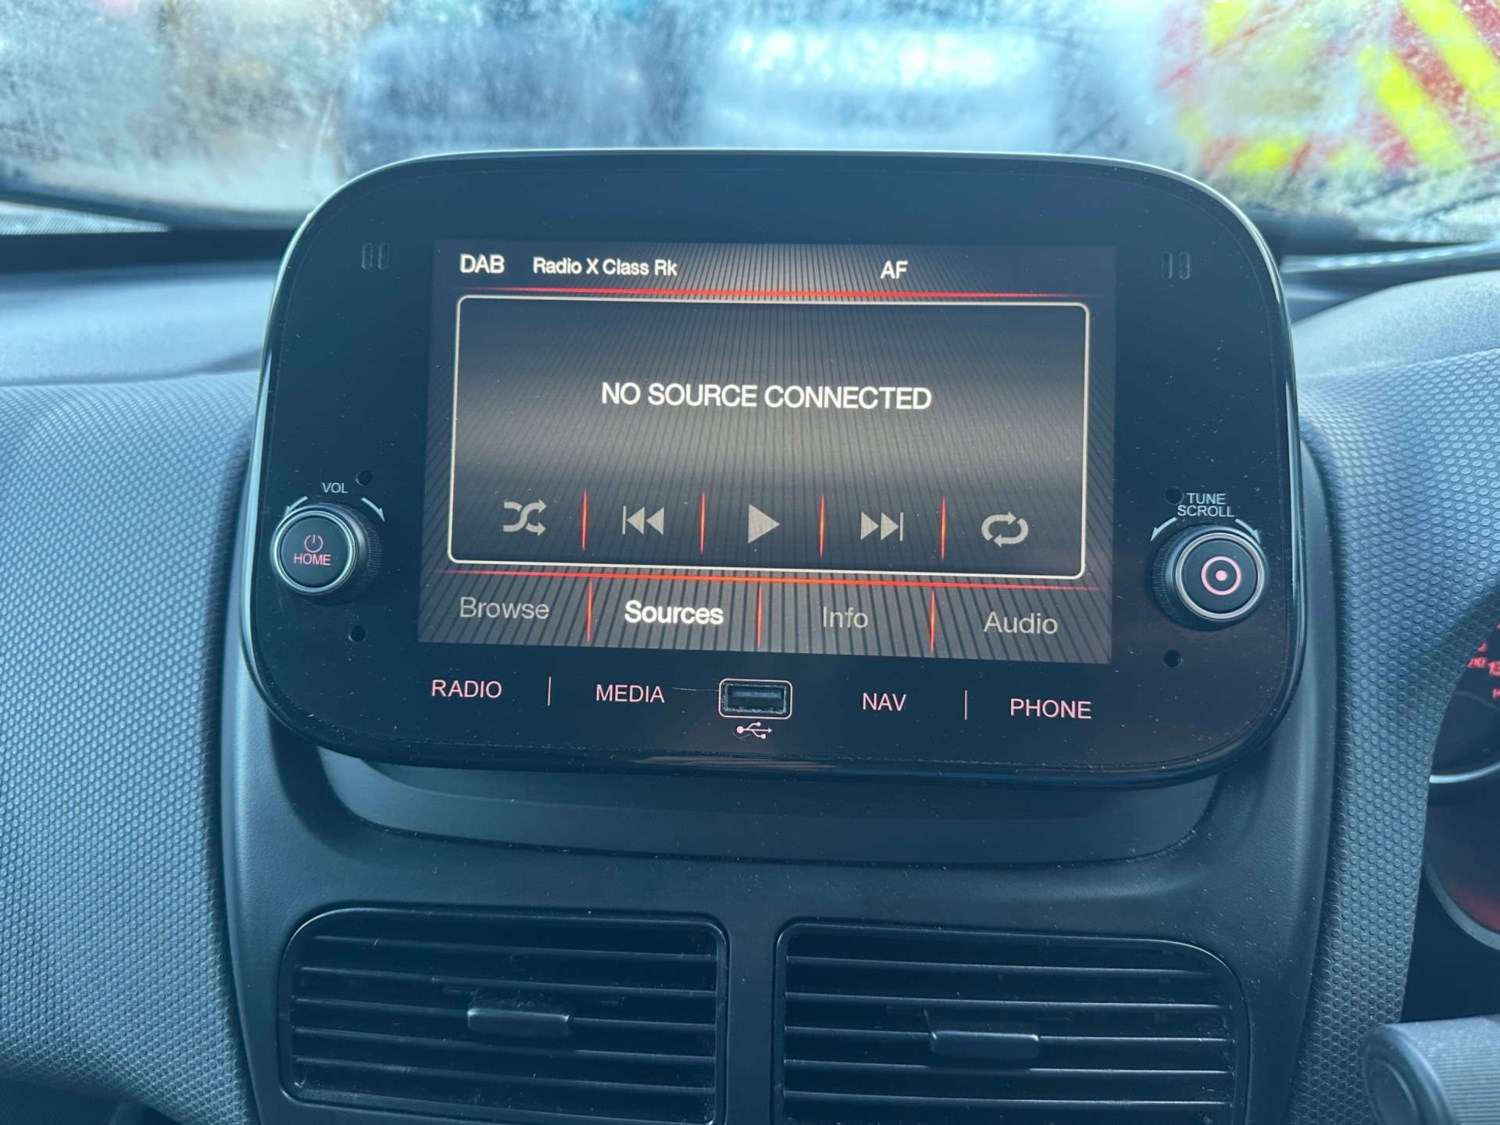 DAB Radio X Class Rk AF
NO SOURCE CONNECTED
VOL
HOME
TUNE
SCROLL
Browse Sources Info Audio
RADIO MEDIA NAV PHONE